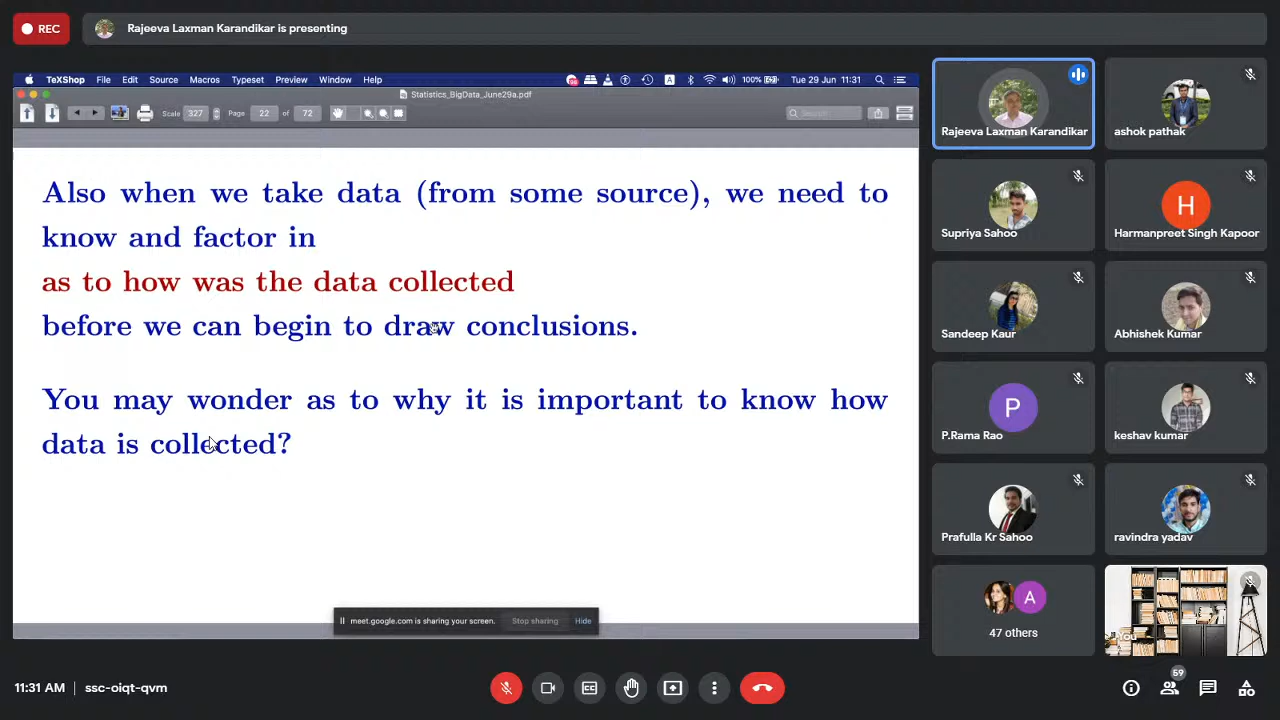 REC
Rajeeva Laxman Karandikar is presenting
TeXShop File Edit Source Macros Typeset Preview Window Help
A 100% Tue 29 Jun 11:31
Statistics_BigData_June29a.pdf
Scale 327 Page 22 of 72 Search
Also when we take data (from some source), we need to
know and factor in
as to how was the data collected
before we can begin to draw conclusions.
You may wonder as to why it is important to know how
data is collected?
meet.google.com is sharing your screen. Stop sharing Hide
Rajeeva Laxman Karandikar
ashok pathak
Supriya Sahoo
H
Harmanpreet Singh Kapoor
Sandeep Kaur
Abhishek Kumar
P
P.Rama Rao
keshav kumar
Prafulla Kr Sahoo
ravindra yadav
A
47 others
You
11:31 AM | ssc-oiqt-qvm
59